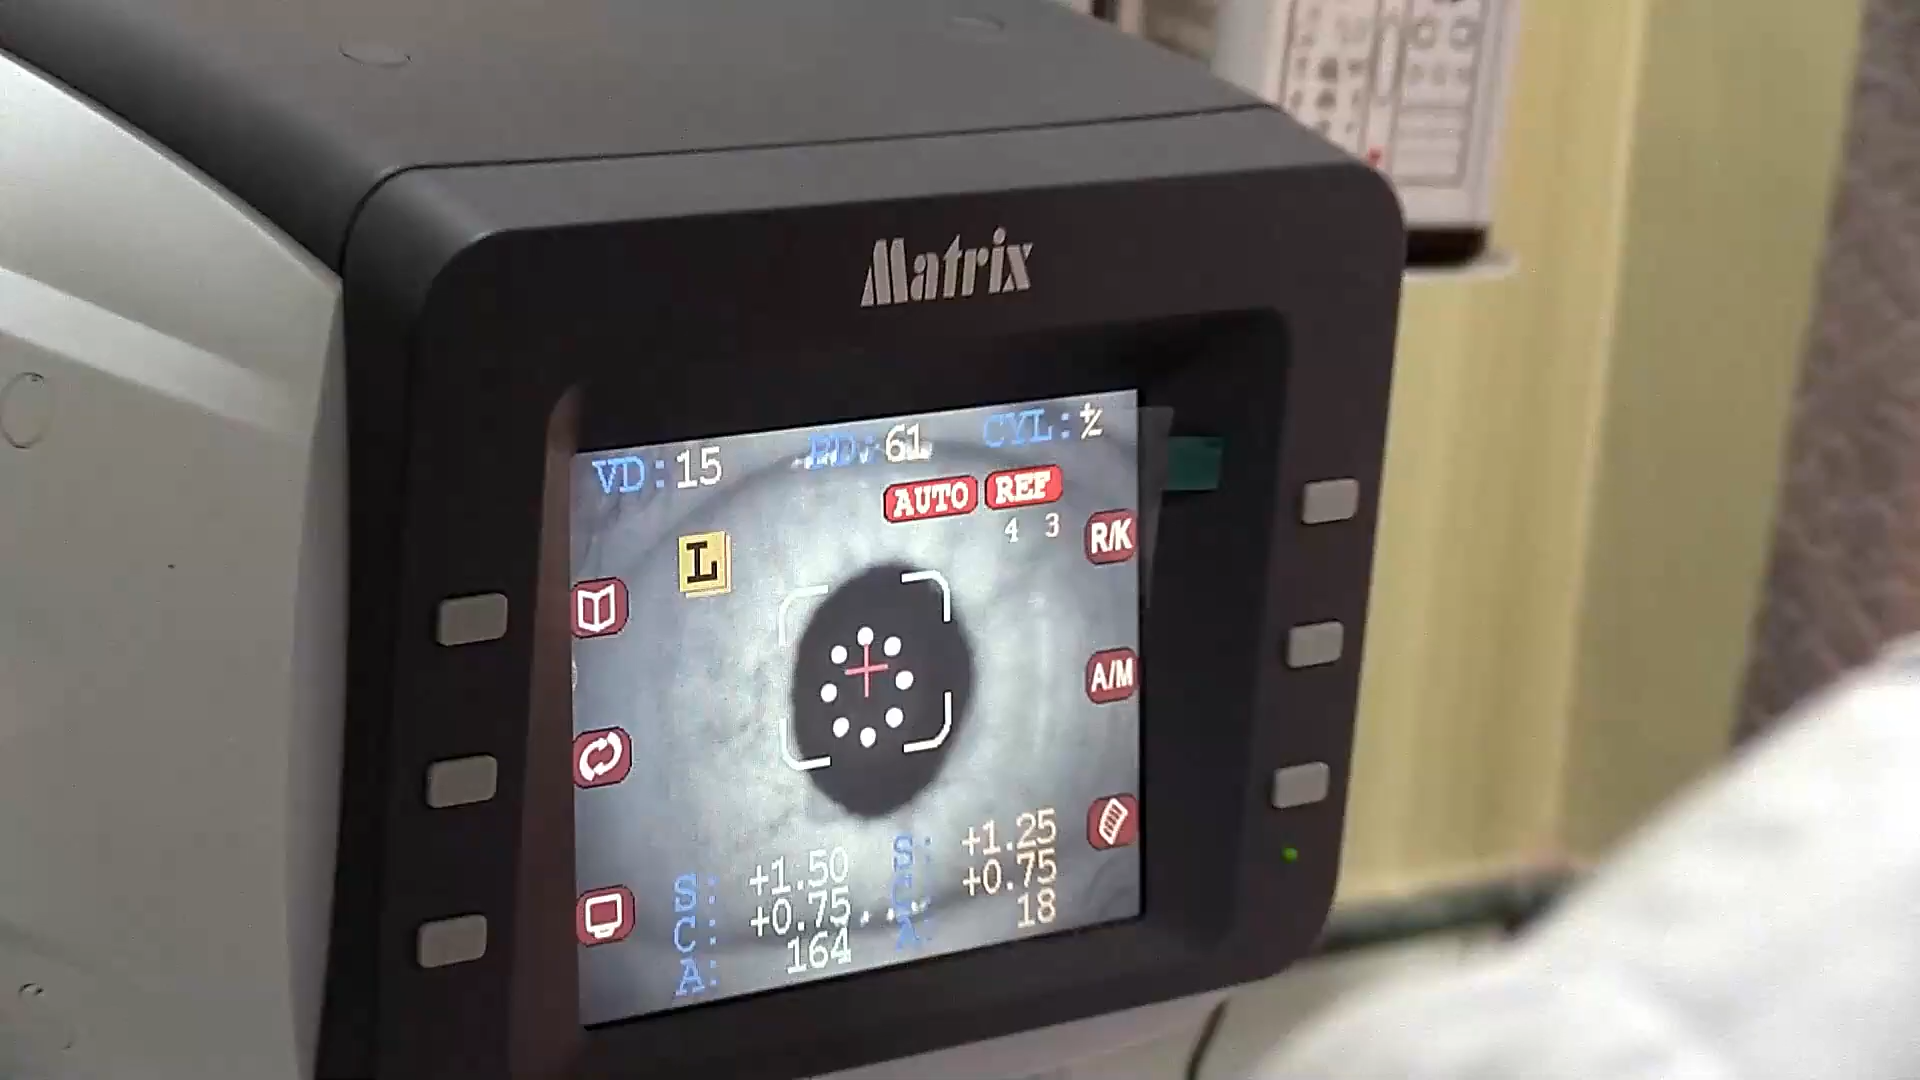 Matrix
VD:15 PD:61 CYL:±
AUTO REF
4 3
R/K
L
A/M
S: +1.50 S: +1.25
C: +0.75 C: +0.75
A: 164 A: 18